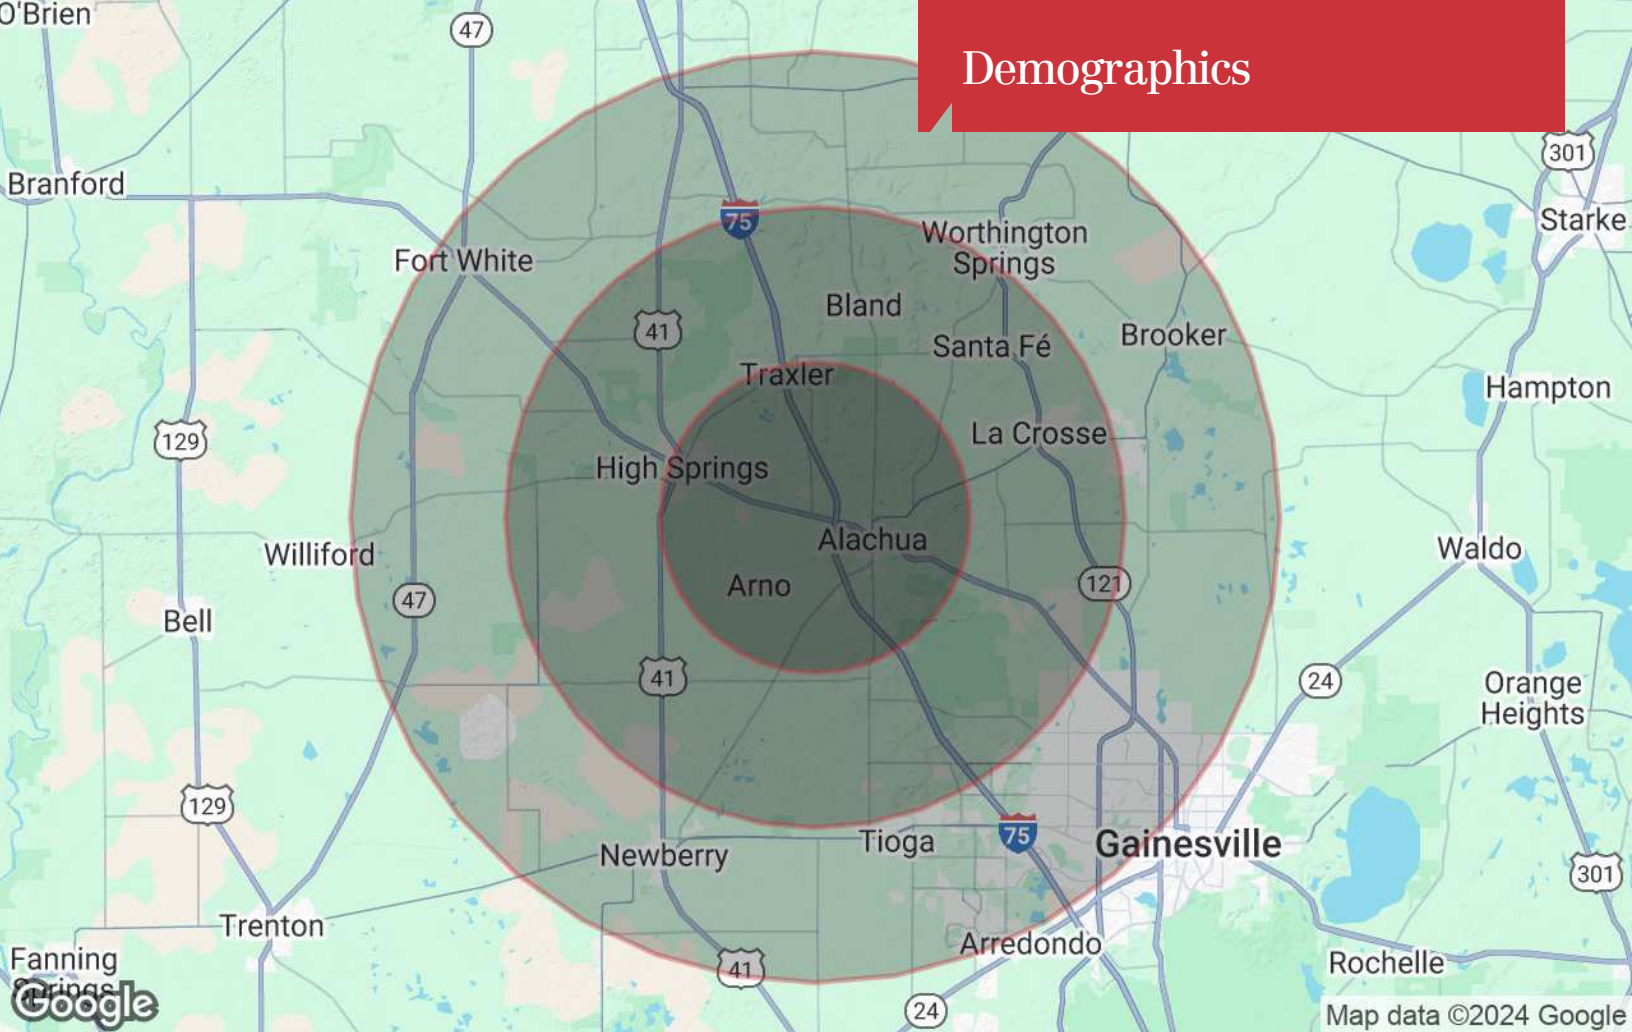 O'Brien
47
Demographics
301
Branford
Starke
75
Worthington
Springs
Fort White
Bland
41
Santa Fé
Brooker
Traxler
Hampton
129
La Crosse
High Springs
Alachua
Waldo
Williford
Arno
121
47
Bell
41
24
Orange
Heights
129
75
Tioga
Gainesville
Newberry
301
Trenton
Arredondo
Fanning
Springs
41
Rochelle
Google
24
Map data ©2024 Google